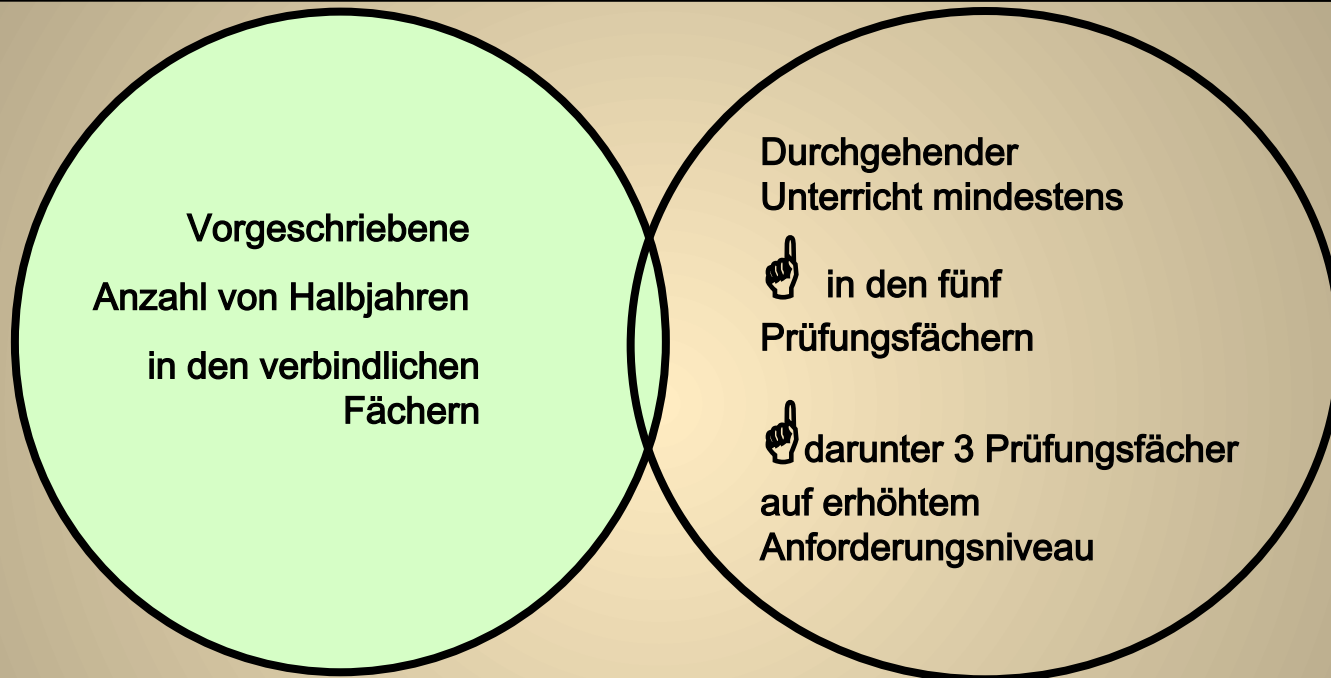 Vorgeschriebene
Anzahl von Halbjahren
in den verbindlichen
Fächern
Durchgehender
Unterricht mindestens
☝ in den fünf
Prüfungsfächern
☝darunter 3 Prüfungsfächer
auf erhöhtem
Anforderungsniveau